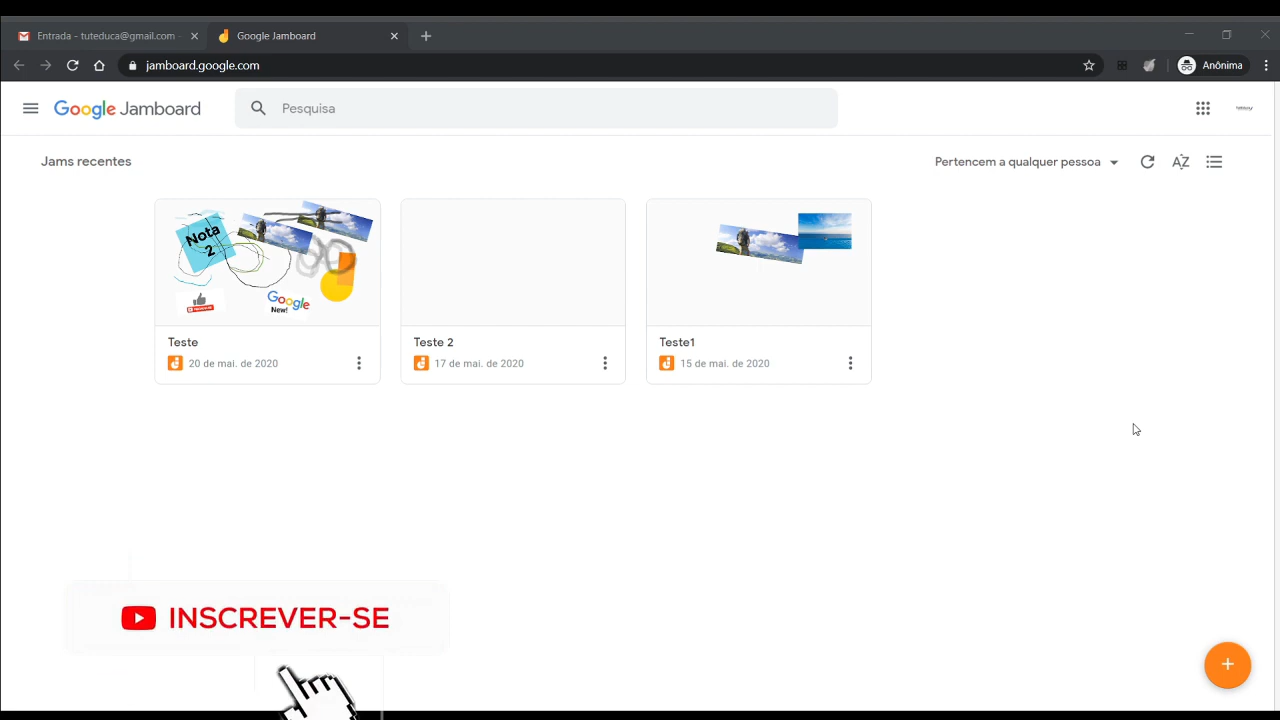 Entrada - tuteduca@gmail.com
Google Jamboard
jamboard.google.com
Anônima
Google Jamboard
Pesquisa
Jams recentes
Pertencem a qualquer pessoa
AZ
Nota
2
Google
New!
Teste
20 de mai. de 2020
Teste 2
17 de mai. de 2020
Teste1
15 de mai. de 2020
INSCREVER-SE